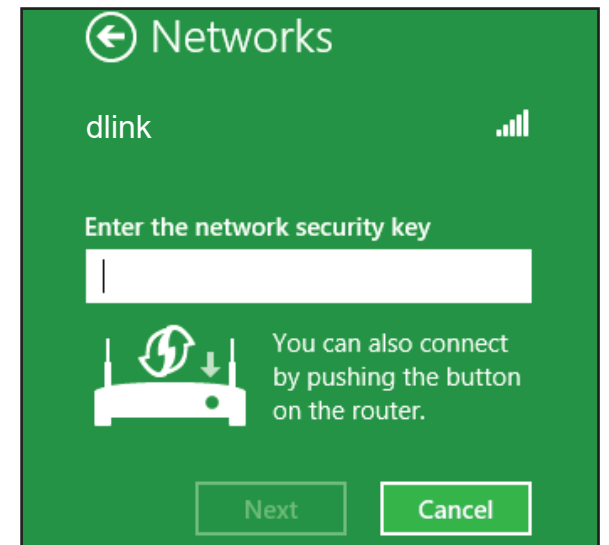 Networks
dlink
Enter the network security key
You can also connect
by pushing the button
on the router.
Next
Cancel